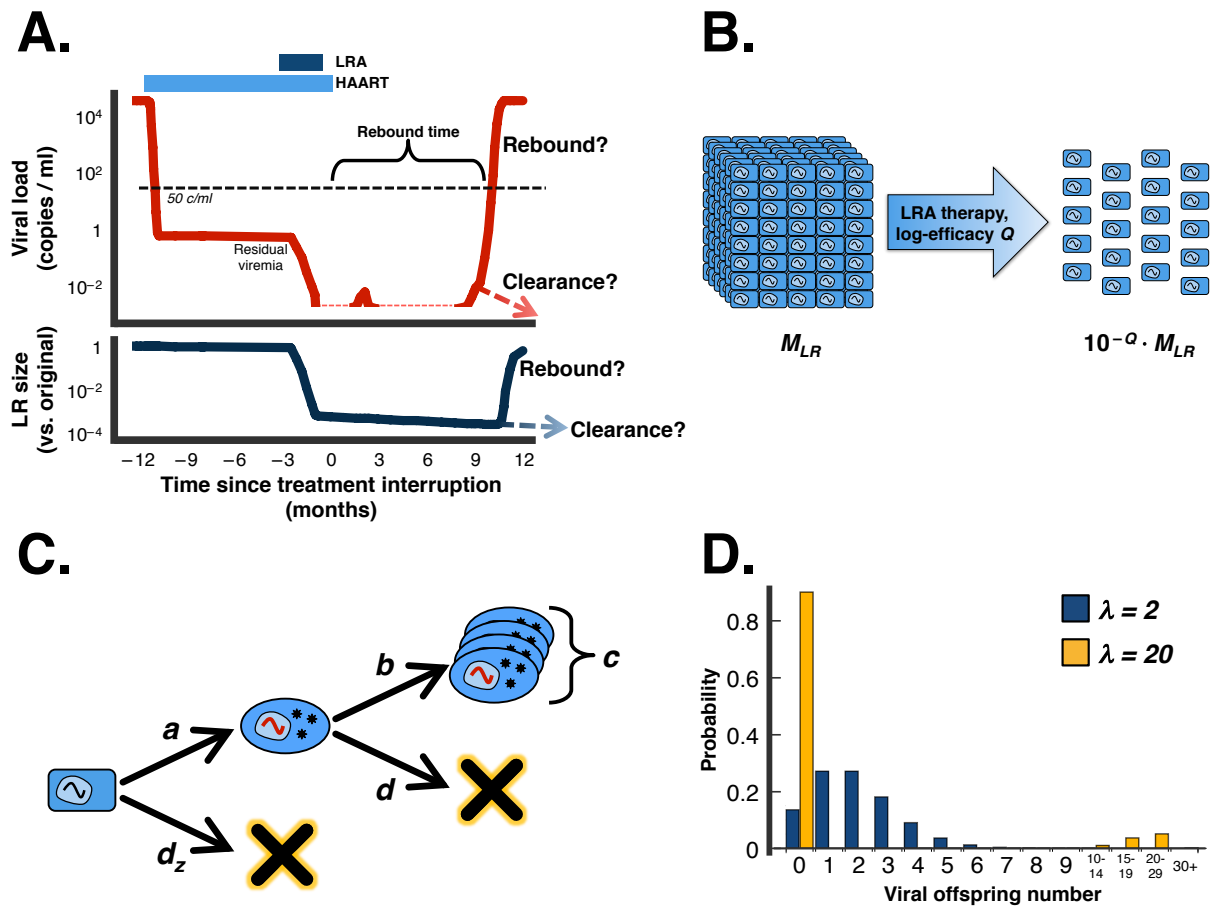 A.
LRA
HAART
Viral load
(copies / ml)
10⁴
10²
1
10⁻²
Rebound time
Rebound?
50 c/ml
Residual
viremia
Clearance?
LR size
(vs. original)
1
10⁻²
10⁻⁴
Rebound?
Clearance?
−12 −9 −6 −3 0 3 6 9 12
Time since treatment interruption
(months)
B.
LRA therapy,
log-efficacy Q
M_LR
10^−Q · M_LR
C.
a
b
c
d
d_z
D.
Probability
0.8
0.6
0.4
0.2
0
λ = 2
λ = 20
0 1 2 3 4 5 6 7 8 9 10-14 15-19 20-29 30+
Viral offspring number